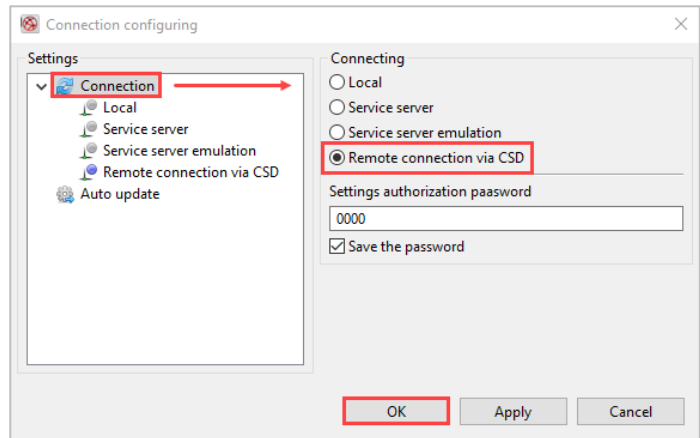 Connection configuring
Settings
Connection
Local
Service server
Service server emulation
Remote connection via CSD
Auto update
Connecting
Local
Service server
Service server emulation
Remote connection via CSD
Settings authorization paasword
0000
Save the password
OK
Apply
Cancel